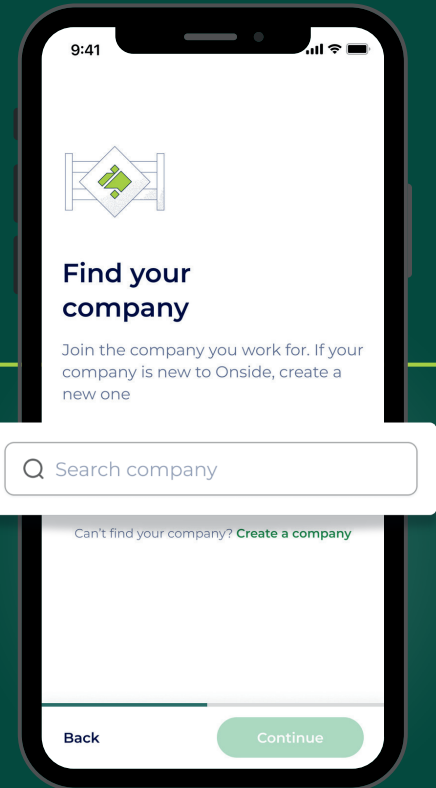 9:41
Find your
company
Join the company you work for. If your
company is new to Onside, create a
new one
Search company
Can't find your company? Create a company
Back
Continue